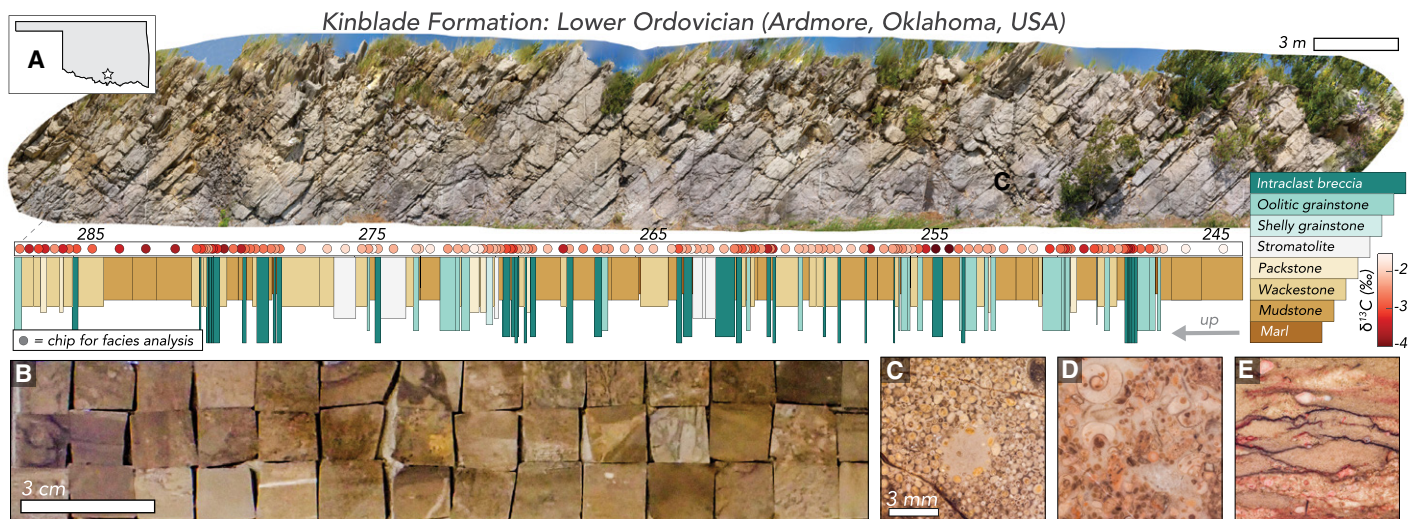 Kinblade Formation: Lower Ordovician (Ardmore, Oklahoma, USA)
A
3 m
C
Intraclast breccia
Oolitic grainstone
Shelly grainstone
Stromatolite
Packstone
Wackestone
Mudstone
Marl
285 275 265 255 245
δ13C (‰)
-2
-3
-4
up
= chip for facies analysis
B
3 cm
C
3 mm
D
E